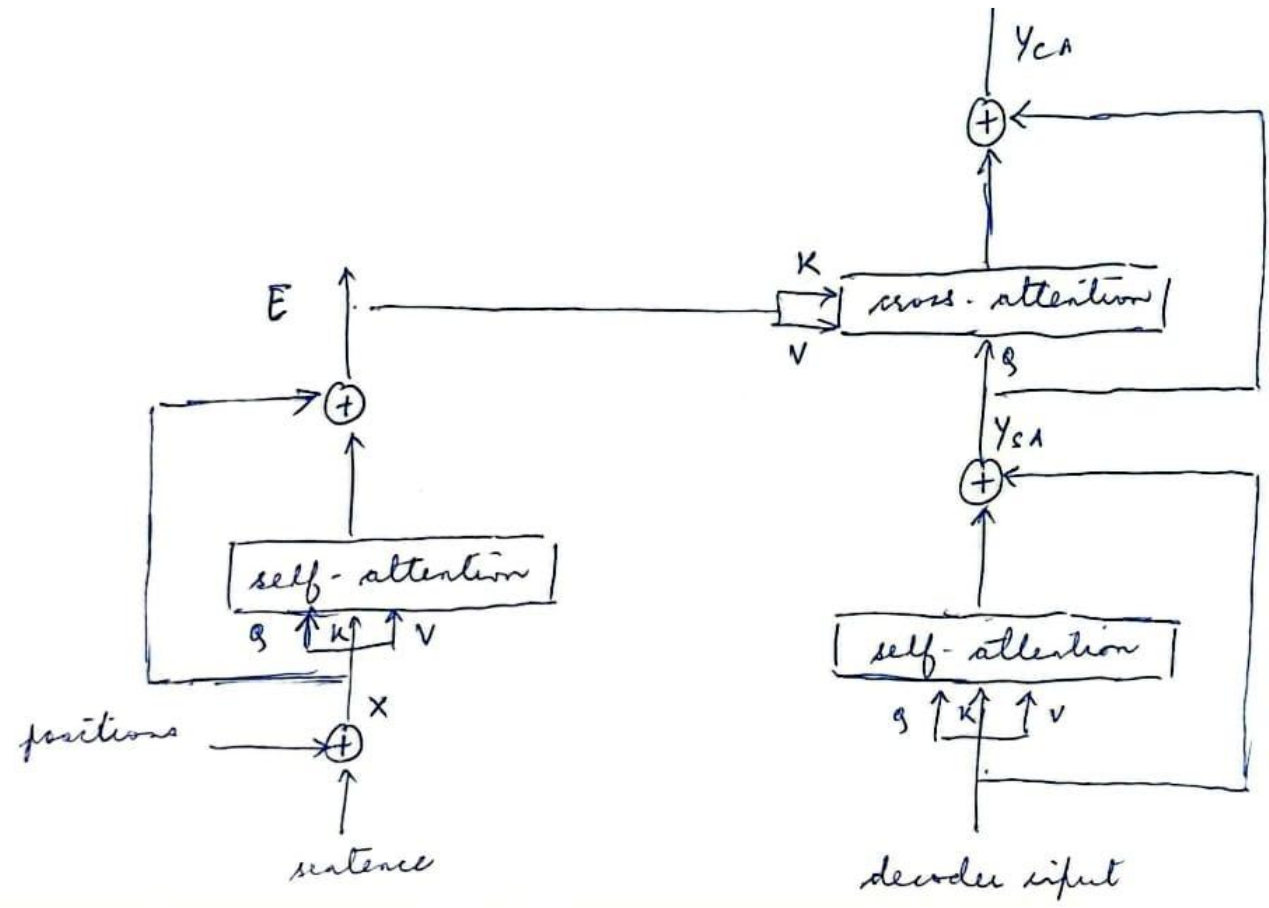 Y_CA
K
E
cross-attention
V
Q
Y_SA
self-attention
Q K V
self-attention
X
Q K V
positions
sentence
decoder input